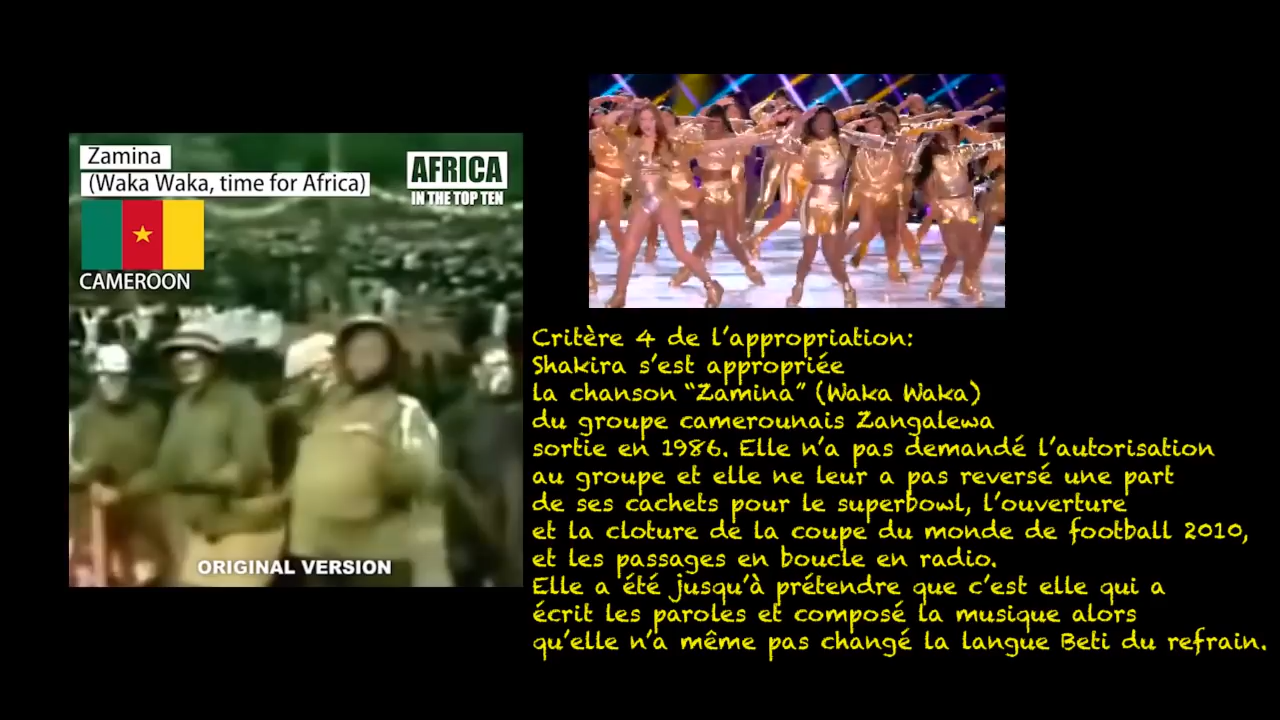 Zamina
(Waka Waka, time for Africa)
AFRICA
IN THE TOP TEN
CAMEROON
ORIGINAL VERSION
Critère 4 de l’appropriation:
Shakira s’est appropriée
la chanson “Zamina” (Waka Waka)
du groupe camerounais Zangalewa
sortie en 1986. Elle n’a pas demandé l’autorisation
au groupe et elle ne leur a pas reversé une part
de ses cachets pour le superbowl, l’ouverture
et la cloture de la coupe du monde de football 2010,
et les passages en boucle en radio.
Elle a été jusqu’à prétendre que c’est elle qui a
écrit les paroles et composé la musique alors
qu’elle n’a même pas changé la langue Beti du refrain.